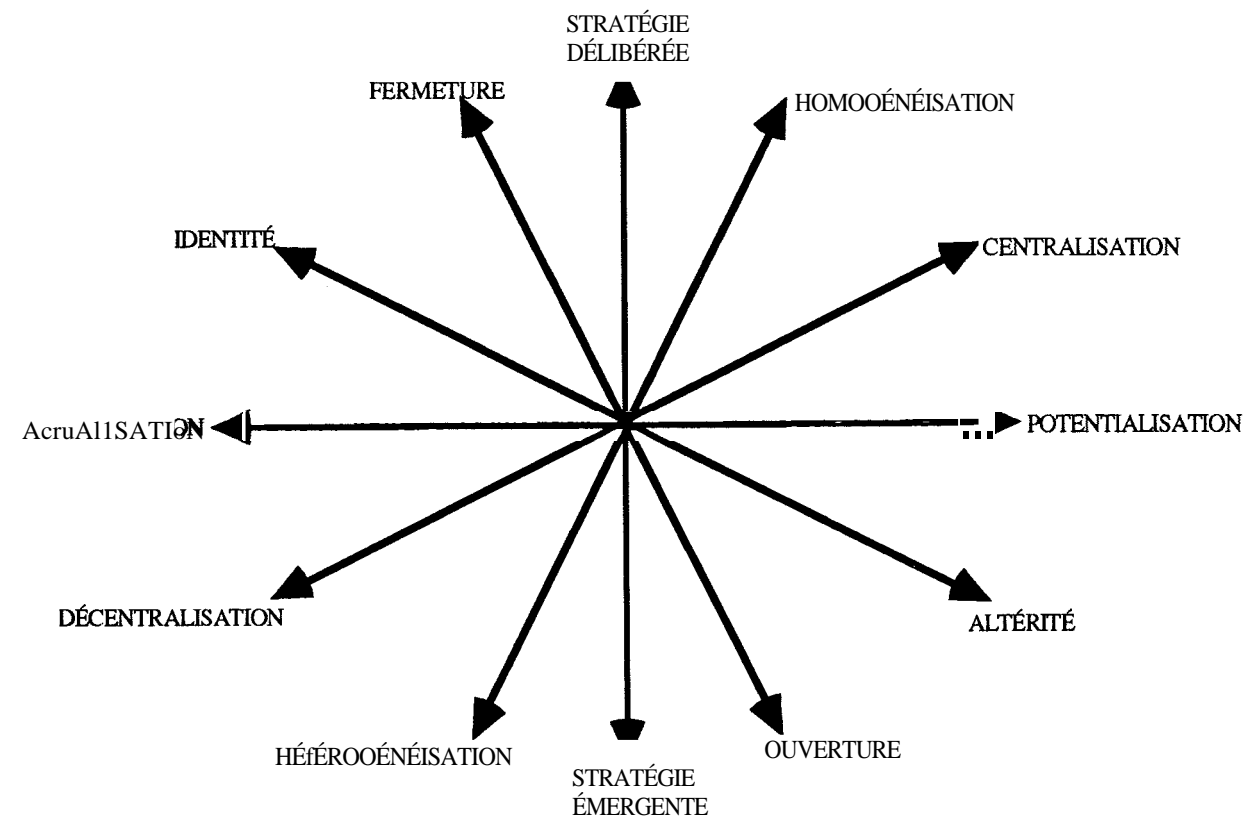 STRATÉGIE
DÉLIBÉRÉE
FERMETURE
HOMOOÉNÉISATION
IDENTITÉ
CENTRALISATION
AcruAl1SATION
POTENTIALISATION
DÉCENTRALISATION
ALTÉRITÉ
HÉfÉROOÉNÉISATION
OUVERTURE
STRATÉGIE
ÉMERGENTE